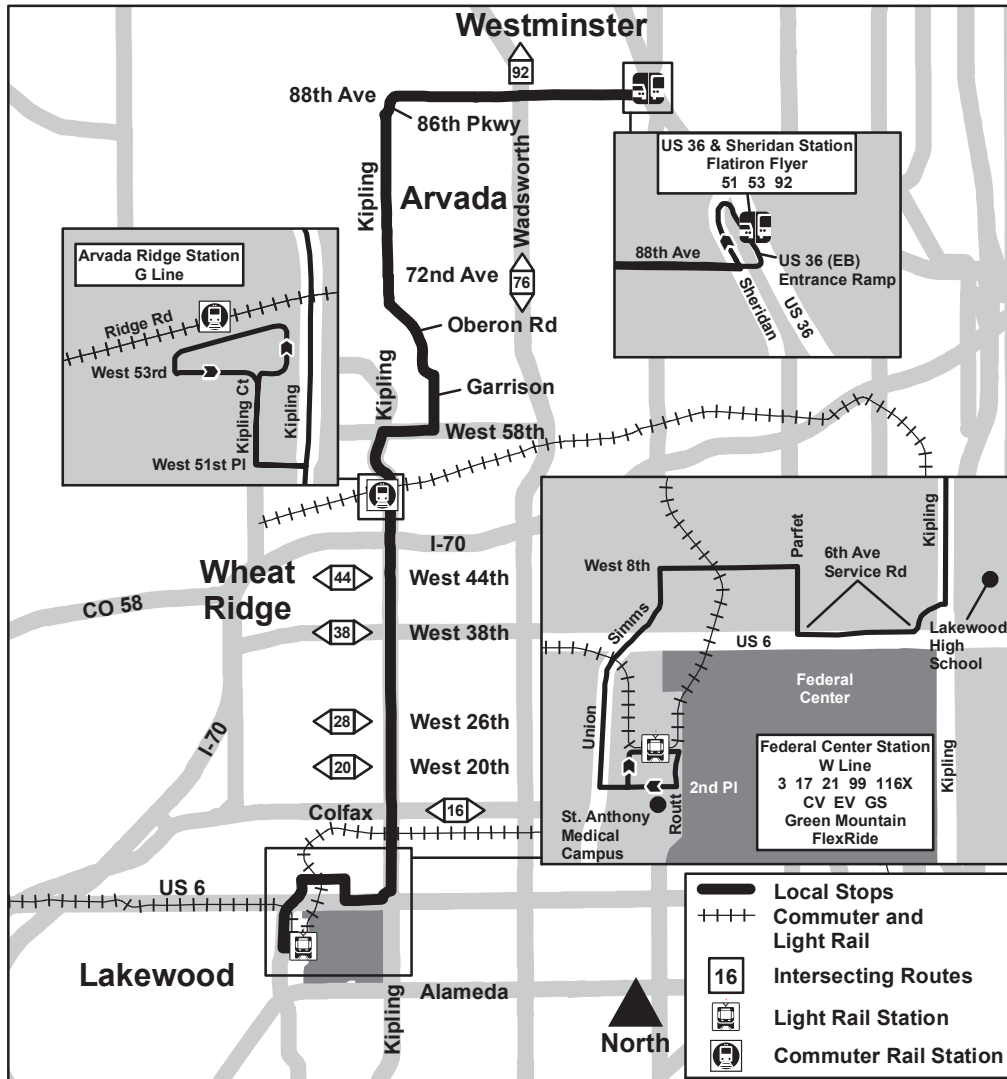 Westminster
92
88th Ave
86th Pkwy
Kipling
Arvada
Wadsworth
72nd Ave
76
Oberon Rd
Kipling
Garrison
West 58th
US 36 & Sheridan Station
Flatiron Flyer
51 53 92
88th Ave
US 36 (EB)
Entrance Ramp
Sheridan
US 36
Arvada Ridge Station
G Line
Ridge Rd
West 53rd
Kipling Ct
Kipling
West 51st Pl
I-70
Wheat
Ridge
CO 58
44
West 44th
38
West 38th
28
West 26th
I-70
20
West 20th
Colfax
16
US 6
Lakewood
Alameda
Kipling
Parfet
Kipling
West 8th
6th Ave
Service Rd
Simms
US 6
Lakewood
High
School
Federal
Center
Union
2nd Pl
Routt
St. Anthony
Medical
Campus
Federal Center Station
W Line
3 17 21 99 116X
CV EV GS
Green Mountain
FlexRide
Kipling
North
Local Stops
Commuter and
Light Rail
16 Intersecting Routes
Light Rail Station
Commuter Rail Station